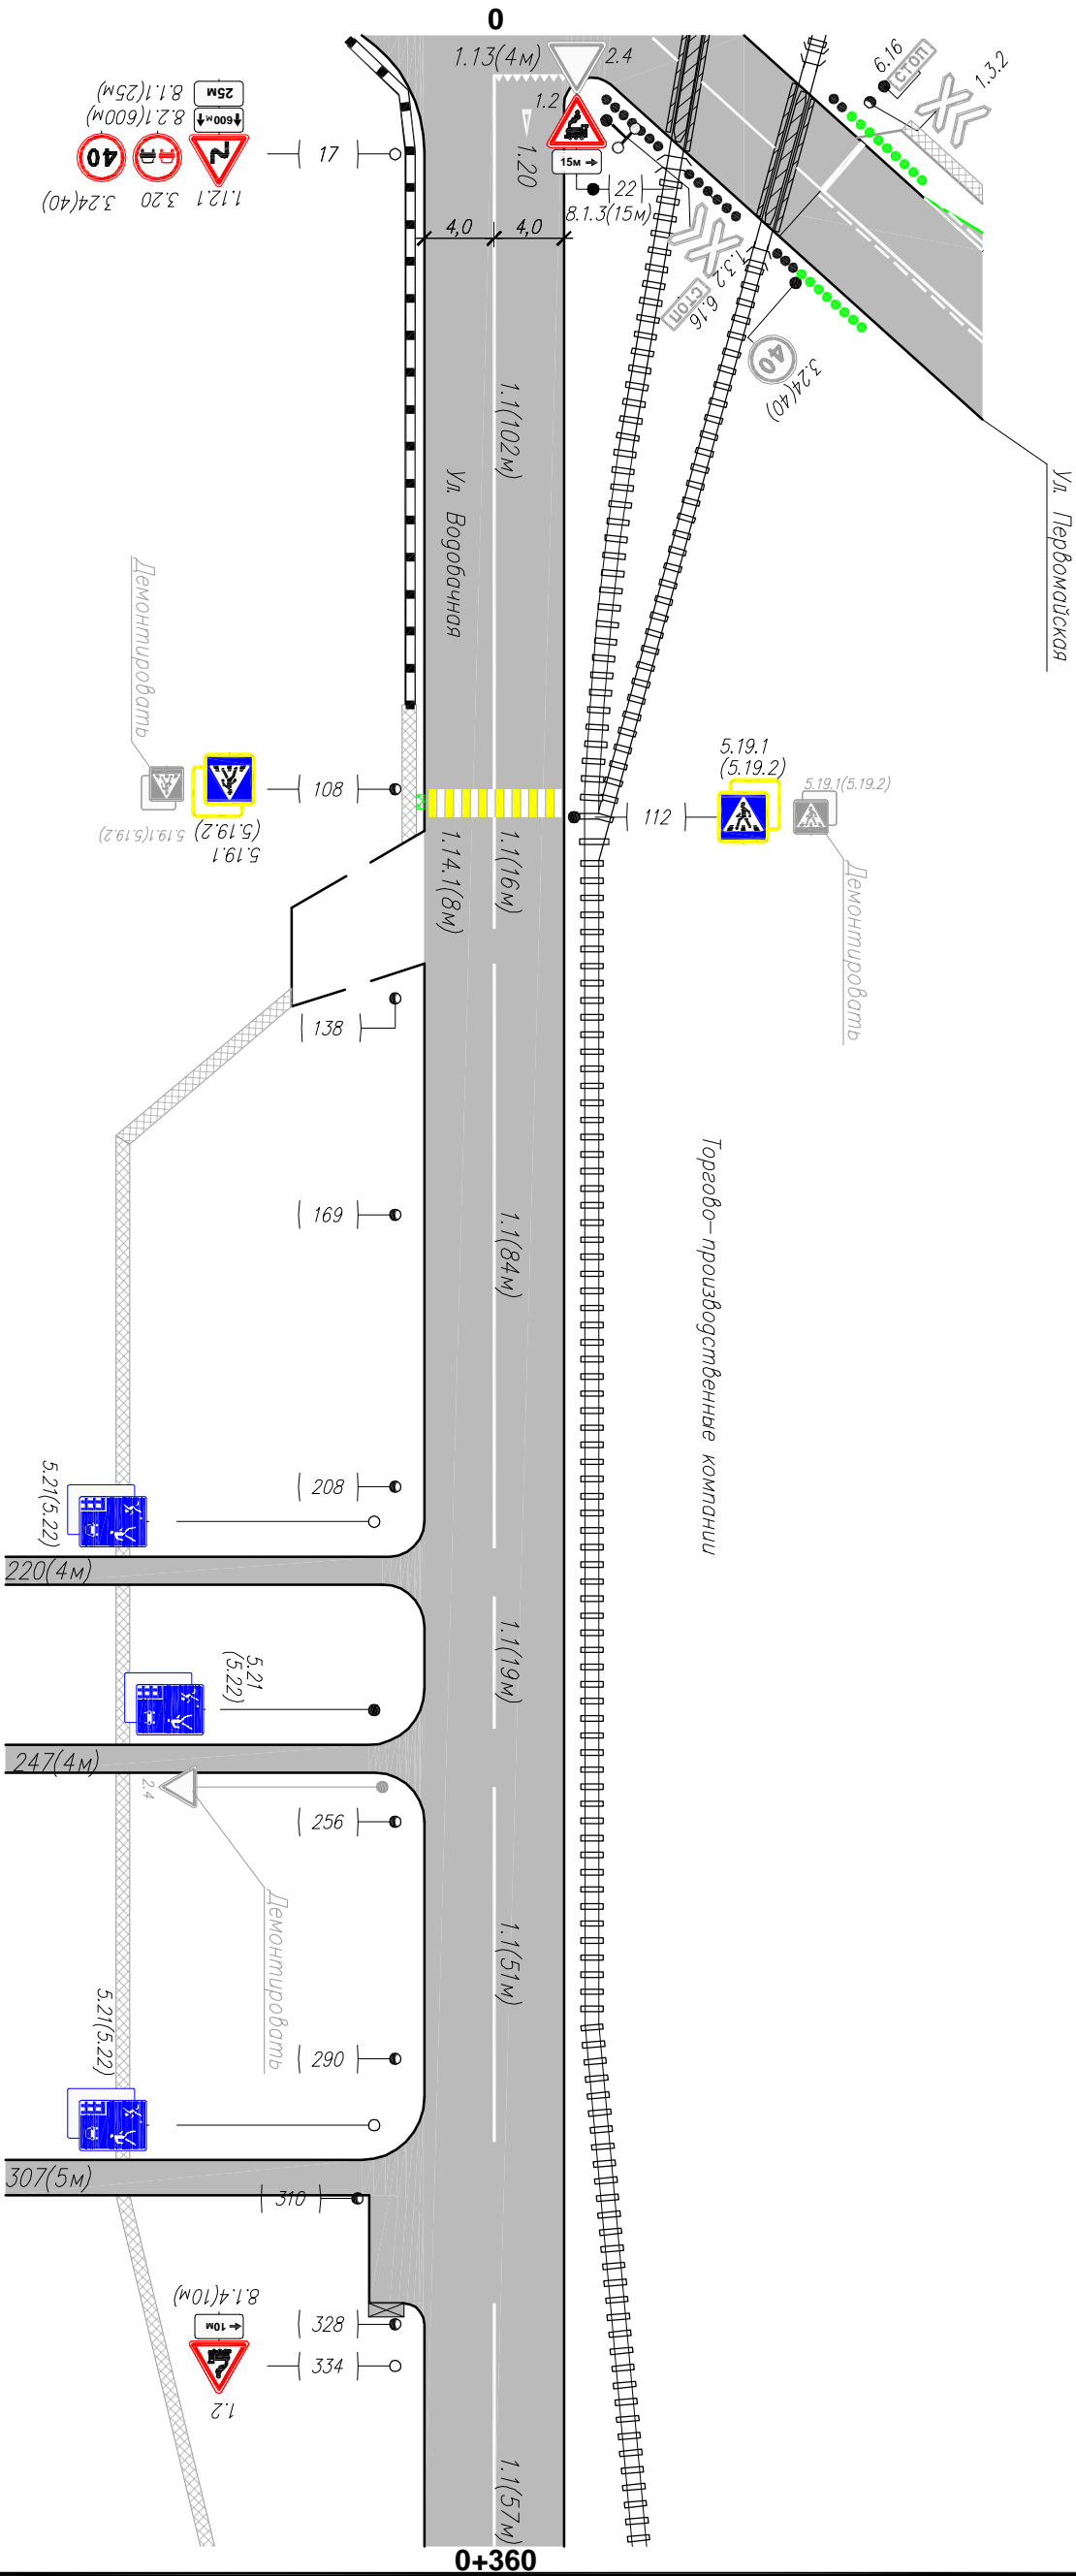 0
1.13(4м)
2.4
1.2
1.20
15м
22
8.1.3(15м)
6.16
СТОП
1.3.2
25м
8.1.1(25м)
600м
8.2.1(600м)
40
3.24(40)
3.20
1.12.1
17
4,0
4,0
1.3.2
СТОП
6.16
40
3.24(40)
Ул. Первомайская
1.1(102м)
Ул. Водобачная
Демонтировать
5.19.1(5.19.2)
5.19.1
(5.19.2)
108
112
5.19.1
(5.19.2)
5.19.1(5.19.2)
Демонтировать
1.14.1(8м)
1.1(16м)
138
169
1.1(84м)
Торгово-производственные компании
208
5.21(5.22)
220(4м)
1.1(19м)
5.21
(5.22)
247(4м)
2.4
256
Демонтировать
1.1(51м)
290
5.21(5.22)
307(5м)
310
8.1.4(10м)
10м
328
334
1.2
1.1(57м)
0+360